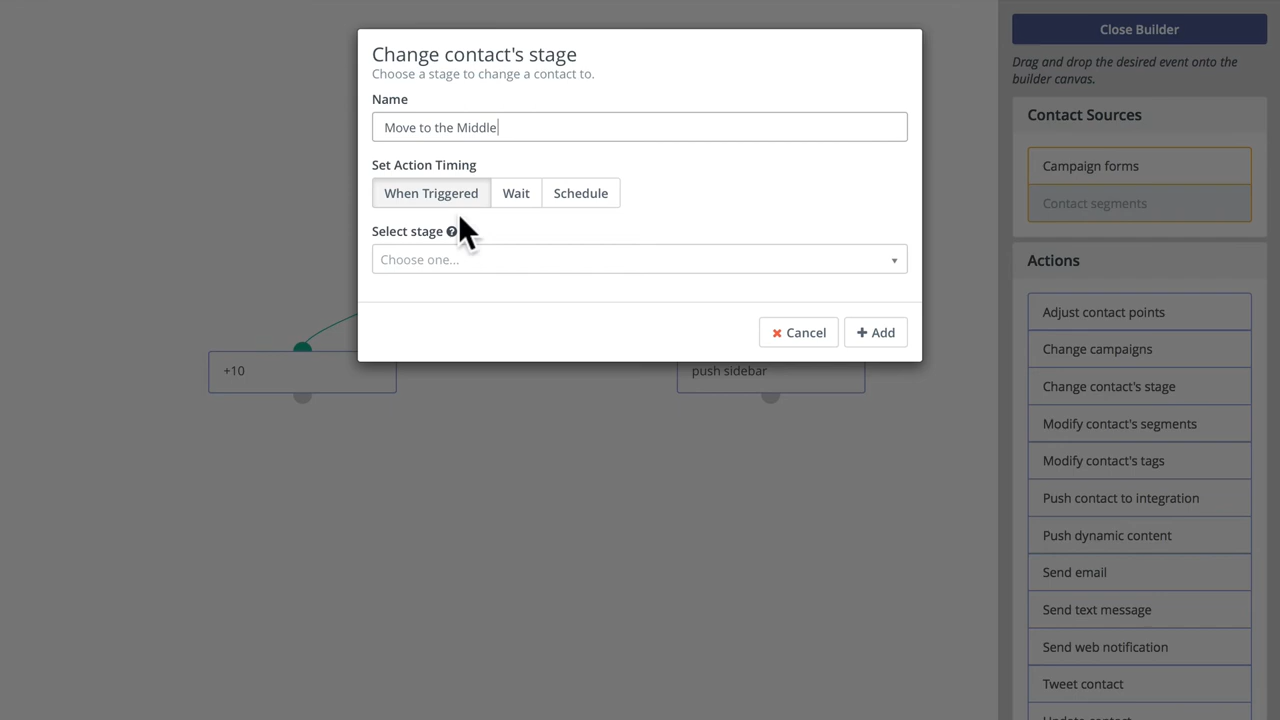 Change contact's stage
Choose a stage to change a contact to.
Name
Move to the Middle
Set Action Timing
When Triggered
Wait
Schedule
Select stage
Choose one...
Cancel
Add
+10
push sidebar
Close Builder
Drag and drop the desired event onto the
builder canvas.
Contact Sources
Campaign forms
Contact segments
Actions
Adjust contact points
Change campaigns
Change contact's stage
Modify contact's segments
Modify contact's tags
Push contact to integration
Push dynamic content
Send email
Send text message
Send web notification
Tweet contact